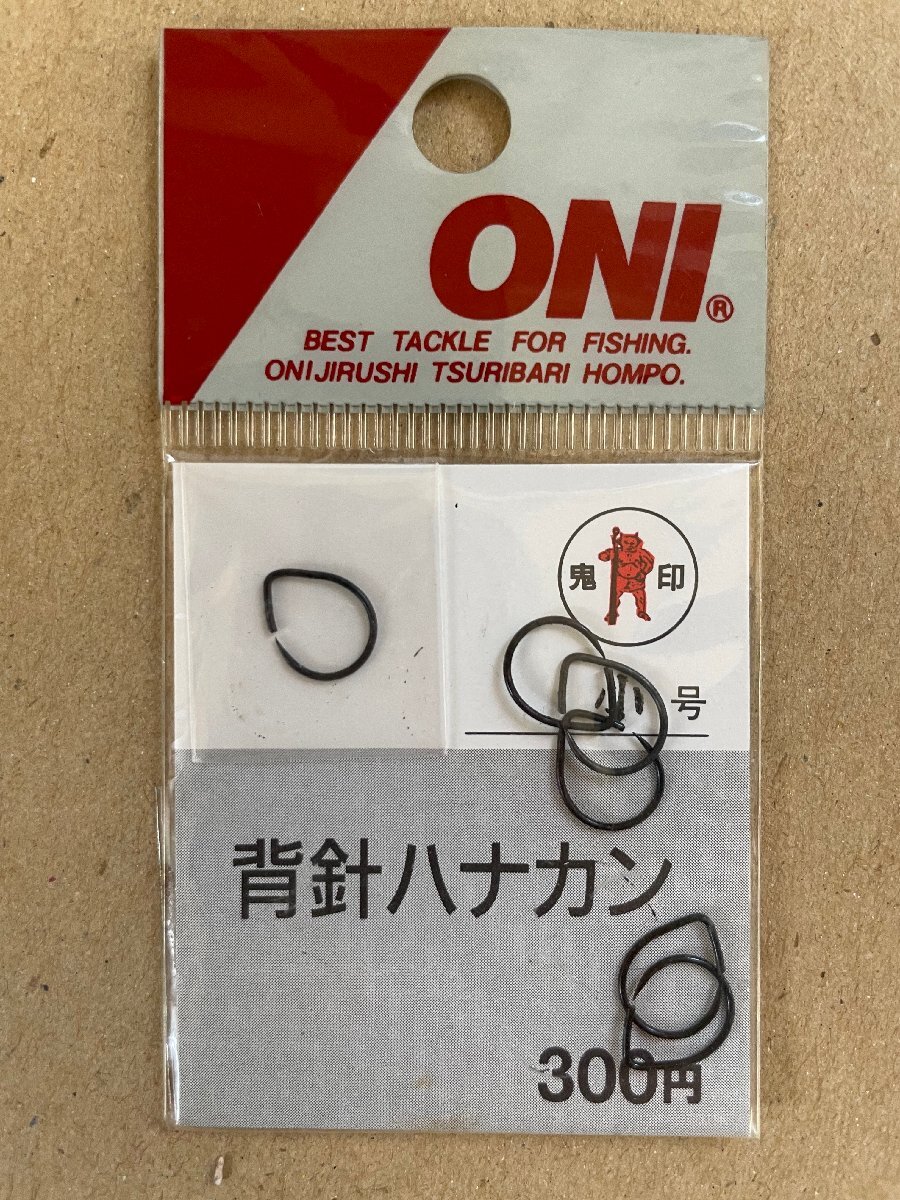 ONI®
BEST TACKLE FOR FISHING.
ONIJIRUSHI TSURIBARI HOMPO.
鬼印
小号
背針ハナカン
300円